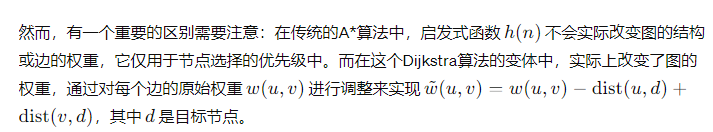 然而，有一个重要的区别需要注意：在传统的A*算法中，启发式函数 h(n) 不会实际改变图的结构
或边的权重，它仅用于节点选择的优先级中。而在这个Dijkstra算法的变体中，实际上改变了图的
权重，通过对每个边的原始权重 w(u, v) 进行调整来实现 w̃(u, v) = w(u, v) − dist(u, d) +
dist(v, d)，其中 d 是目标节点。